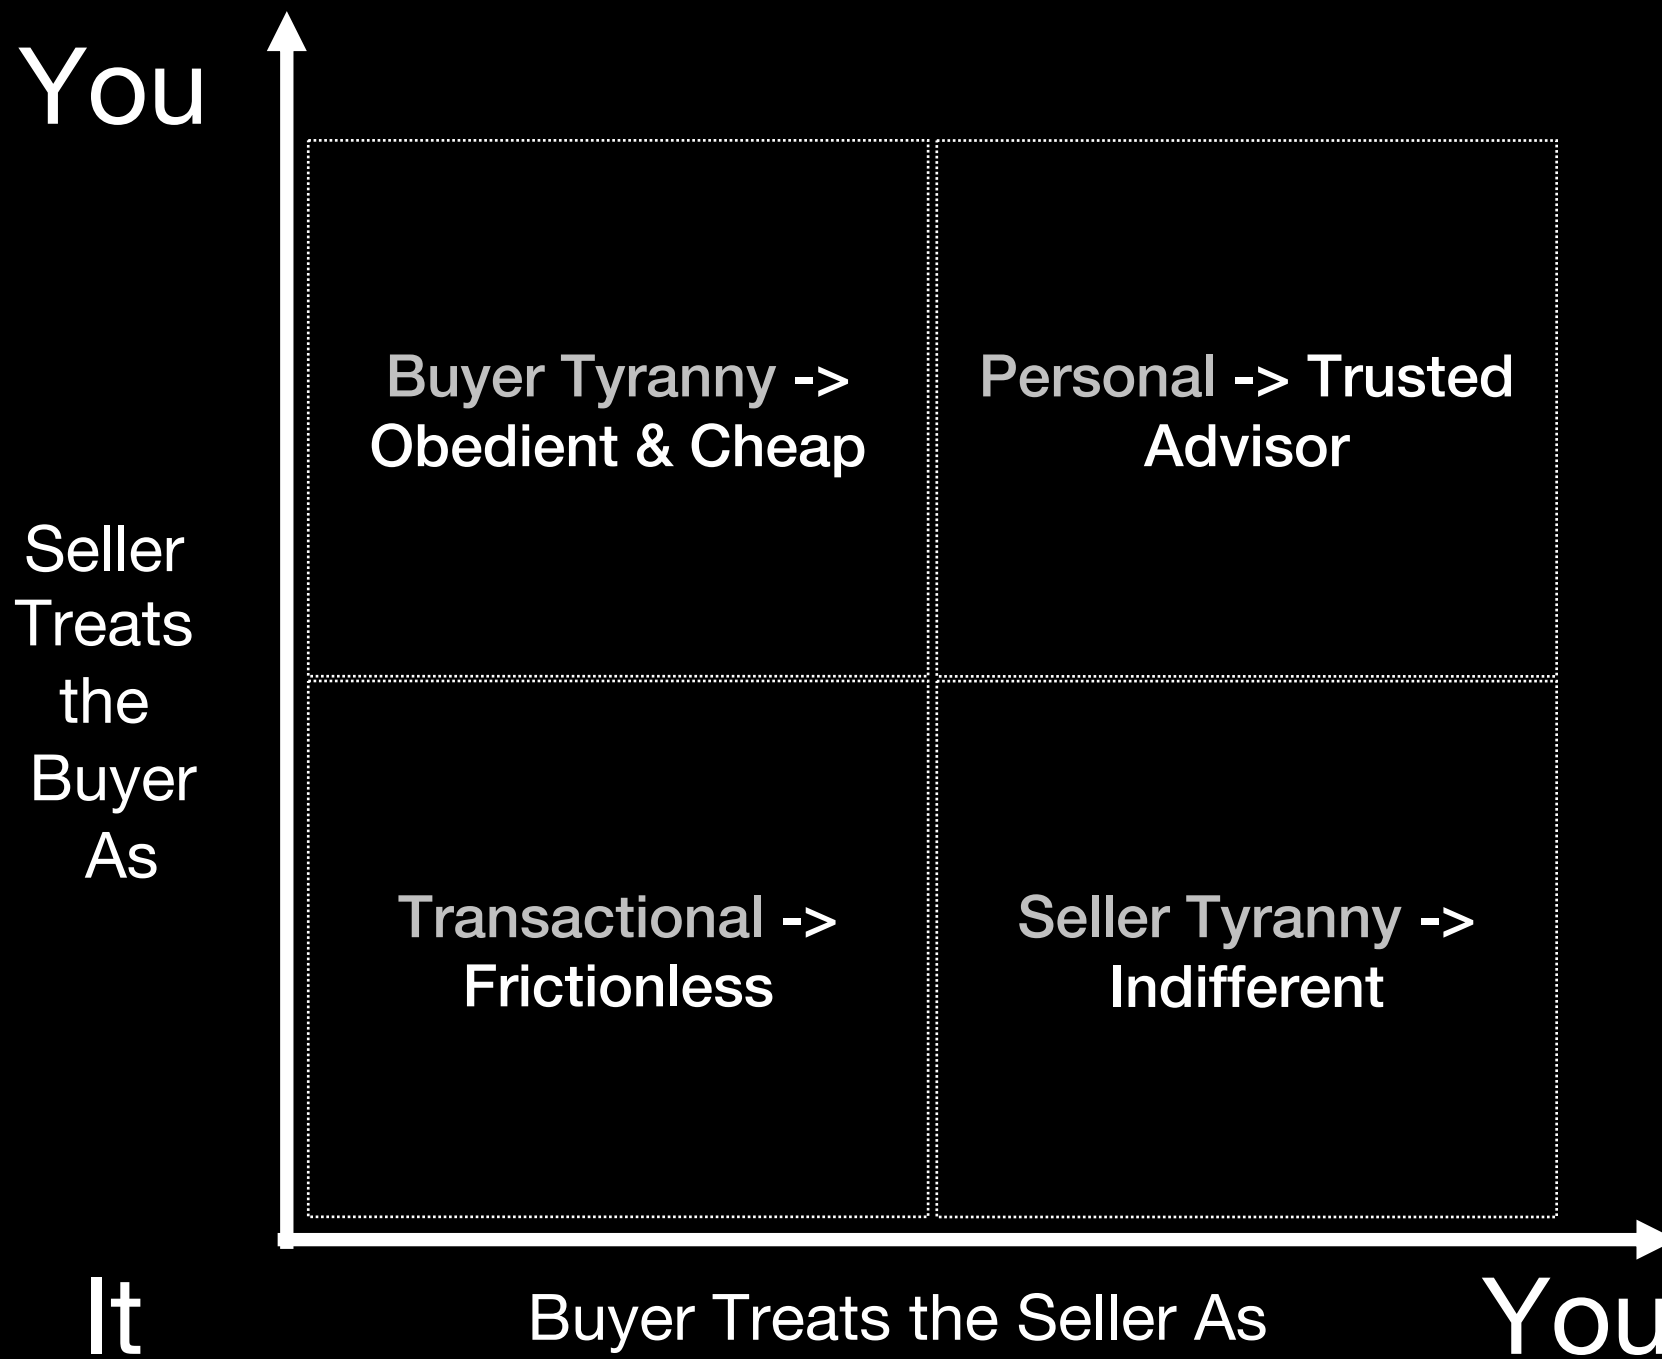 You
Buyer Tyranny ->
Obedient & Cheap
Personal -> Trusted
Advisor
Seller
Treats
the
Buyer
As
Transactional ->
Frictionless
Seller Tyranny ->
Indifferent
It
Buyer Treats the Seller As
You